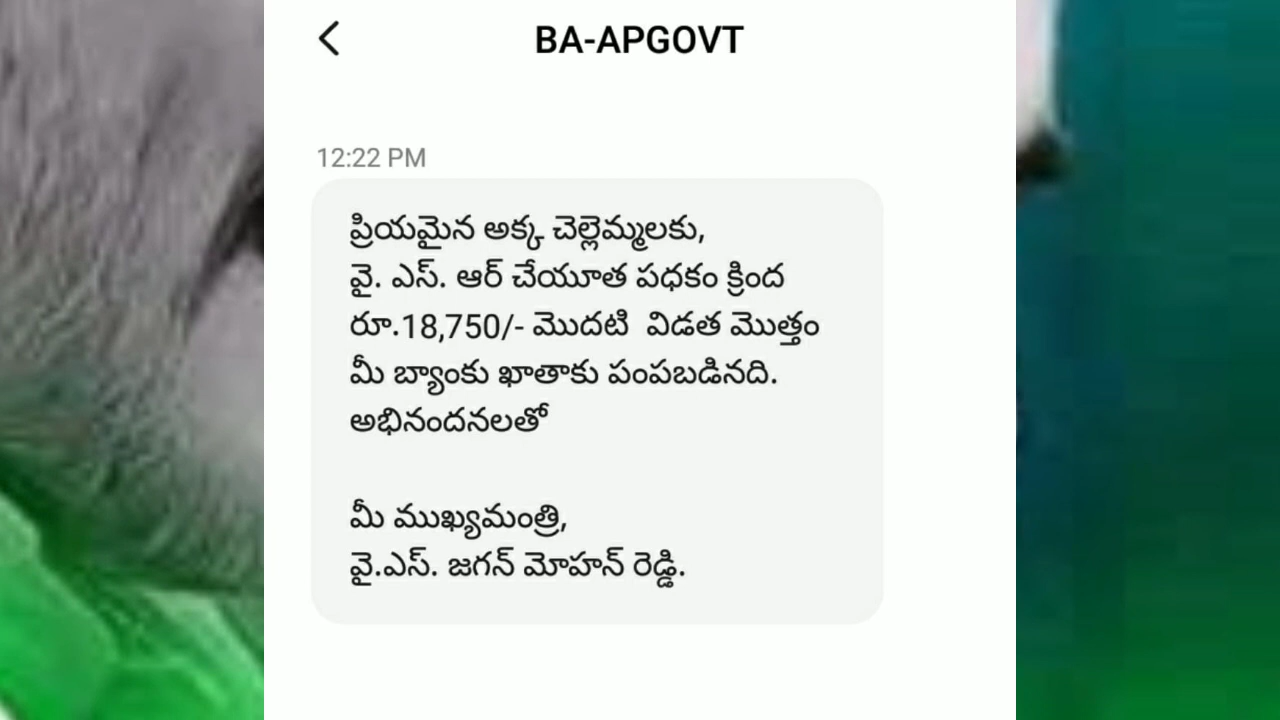 BA-APGOVT
12:22 PM
ప్రియమైన అక్క చెల్లెమ్మలకు,
వై. ఎస్. ఆర్ చేయూత పధకం క్రింద
రూ.18,750/- మొదటి విడత మొత్తం
మీ బ్యాంకు ఖాతాకు పంపబడినది.
అభినందనలతో
మీ ముఖ్యమంత్రి,
వై.ఎస్. జగన్ మోహన్ రెడ్డి.